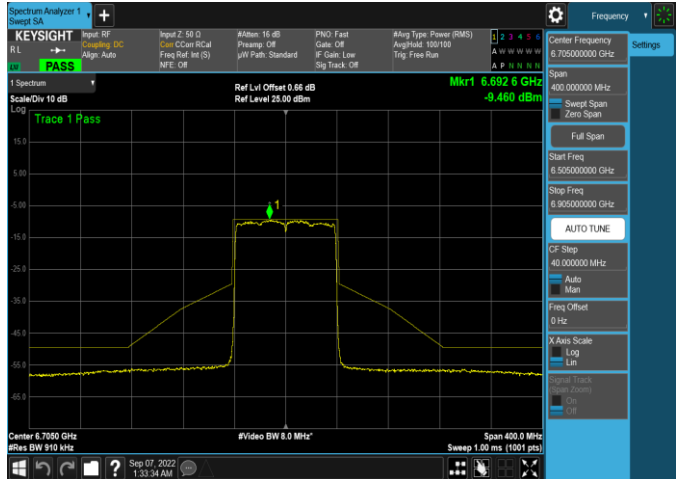 Spectrum Analyzer 1
Swept SA
Frequency
KEYSIGHT
RL
PASS
Input: RF
Coupling: DC
Align: Auto
Input Z: 50 Ω
Corr CCorr RCal
Freq Ref: Int (S)
NFE: Off
#Atten: 16 dB
Preamp: Off
µW Path: Standard
PNO: Fast
Gate: Off
IF Gain: Low
Sig Track: Off
#Avg Type: Power (RMS)
Avg|Hold: 100/100
Trig: Free Run
1 2 3 4 5 6
A W W W W W
A P N N N N
1 Spectrum
Scale/Div 10 dB
Log
Ref Lvl Offset 0.66 dB
Ref Level 25.00 dBm
Mkr1 6.692 6 GHz
-9.460 dBm
Trace 1 Pass
15.0
5.00
-5.00
-15.0
-25.0
-35.0
-45.0
-55.0
-65.0
1
Center 6.7050 GHz
#Res BW 910 kHz
#Video BW 8.0 MHz*
Span 400.0 MHz
Sweep 1.00 ms (1001 pts)
Sep 07, 2022
1:33:34 AM
Center Frequency
6.705000000 GHz
Settings
Span
400.000000 MHz
Swept Span
Zero Span
Full Span
Start Freq
6.505000000 GHz
Stop Freq
6.905000000 GHz
AUTO TUNE
CF Step
40.000000 MHz
Auto
Man
Freq Offset
0 Hz
X Axis Scale
Log
Lin
Signal Track
(Span Zoom)
On
Off